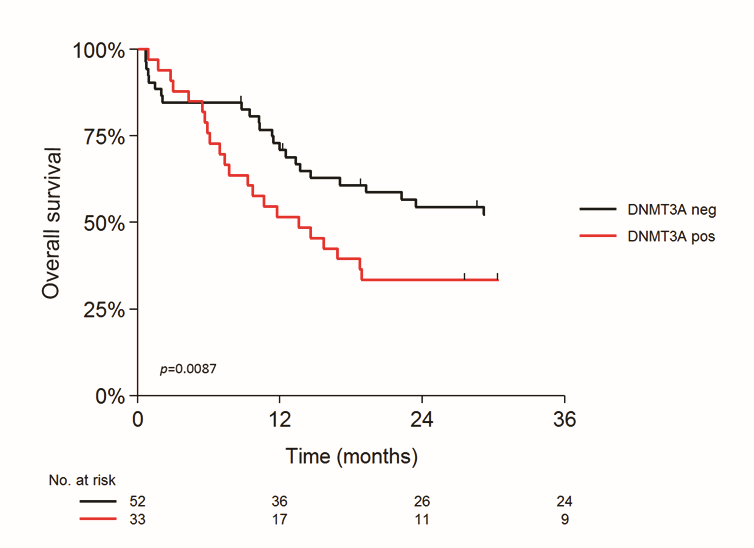 100%
75%
50%
25%
0%
Overall survival
p=0.0087
0 12 24 36
Time (months)
DNMT3A neg
DNMT3A pos
No. at risk
52 36 26 24
33 17 11 9